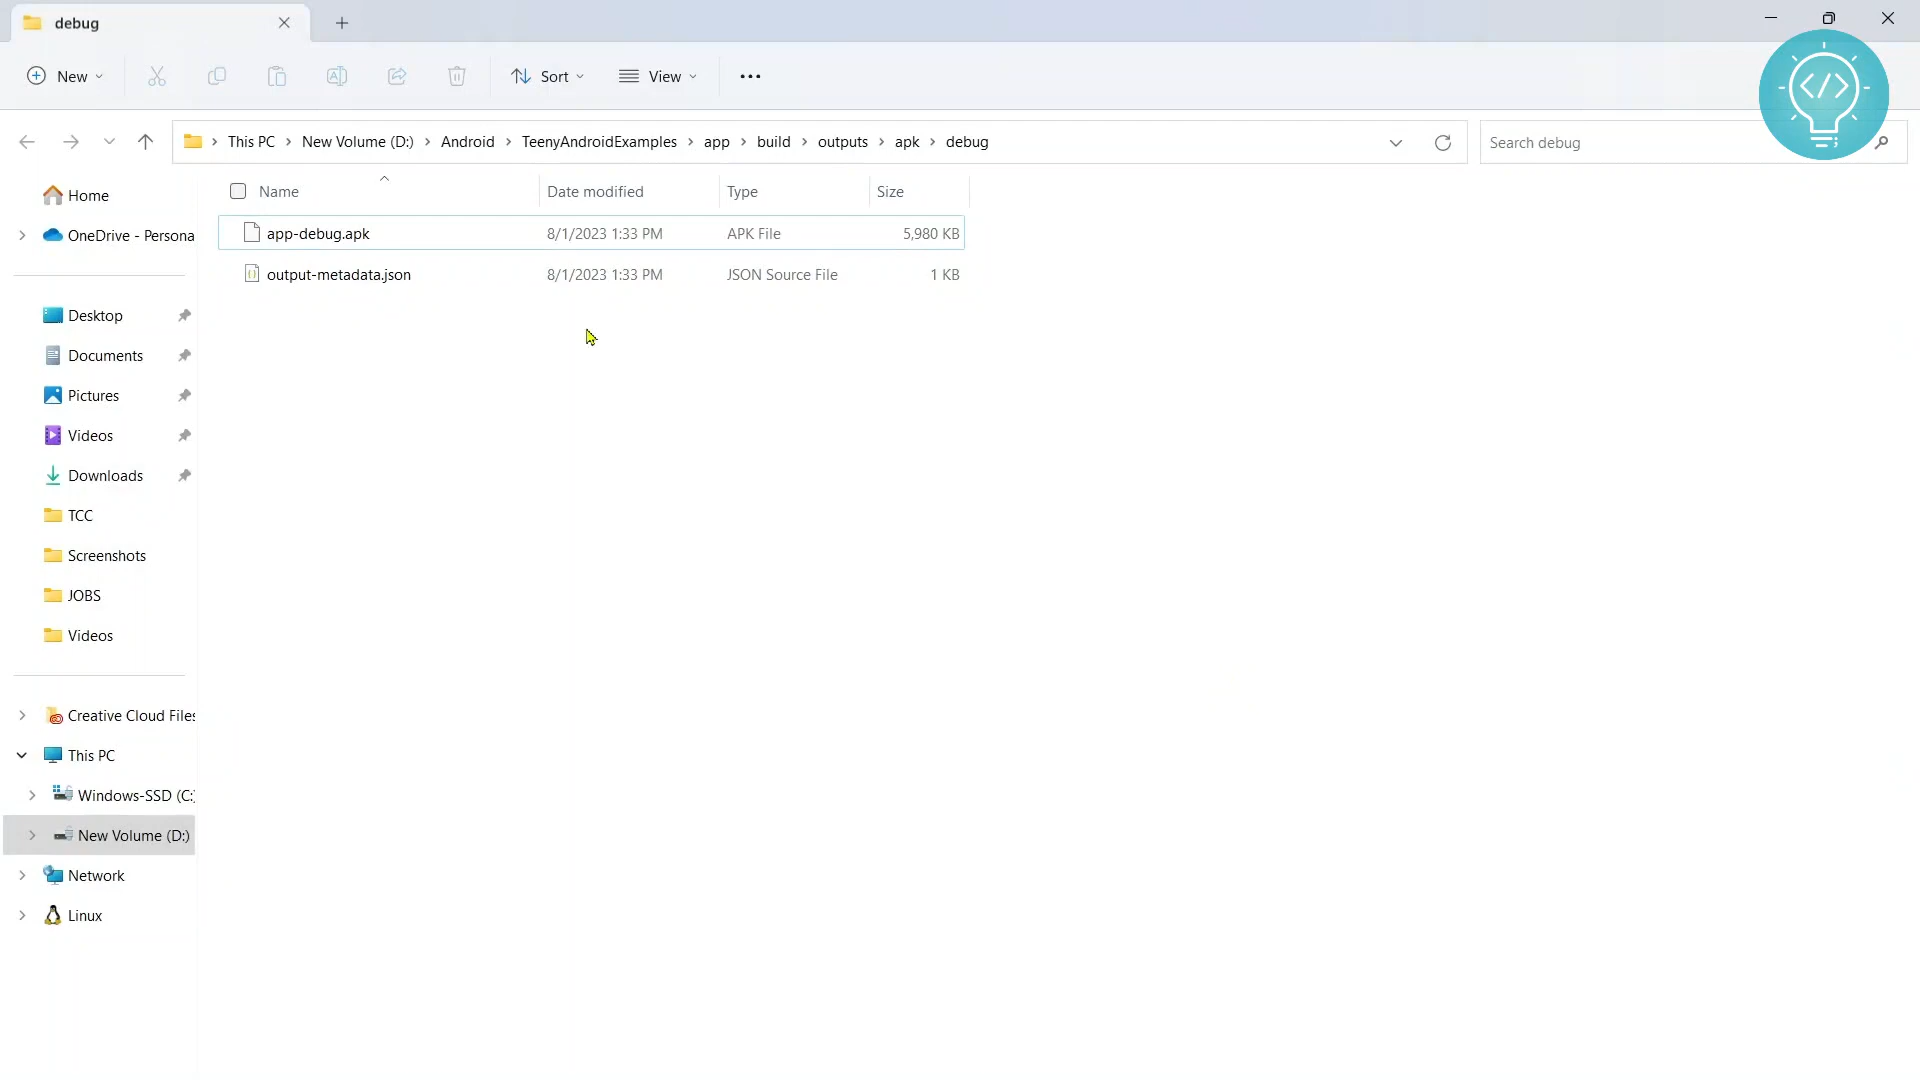 debug
New
Sort
View
This PC > New Volume (D:) > Android > TeenyAndroidExamples > app > build > outputs > apk > debug
Search debug
Name Date modified Type Size
app-debug.apk 8/1/2023 1:33 PM APK File 5,980 KB
output-metadata.json 8/1/2023 1:33 PM JSON Source File 1 KB
Home
OneDrive - Persona
Desktop
Documents
Pictures
Videos
Downloads
TCC
Screenshots
JOBS
Videos
Creative Cloud Files
This PC
Windows-SSD (C:)
New Volume (D:)
Network
Linux